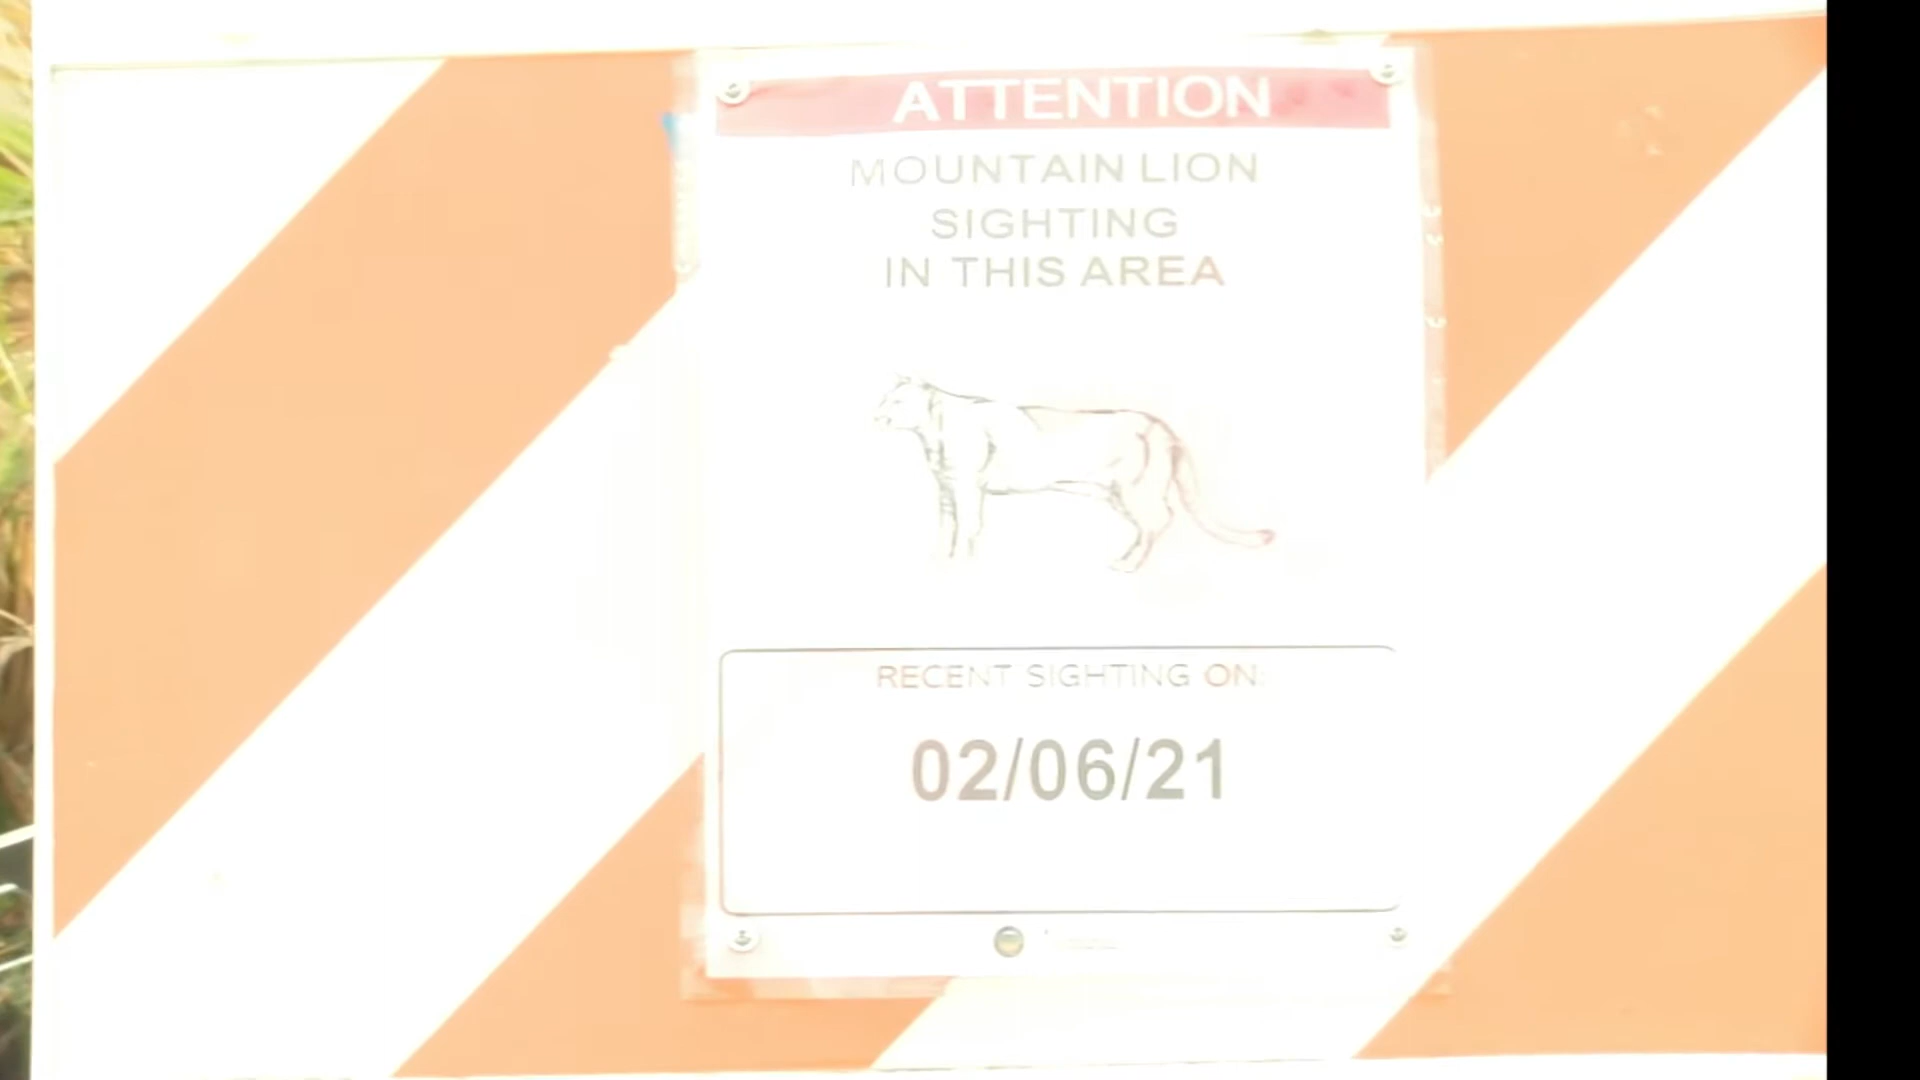 ATTENTION
MOUNTAIN LION
SIGHTING
IN THIS AREA
RECENT SIGHTING ON:
02/06/21